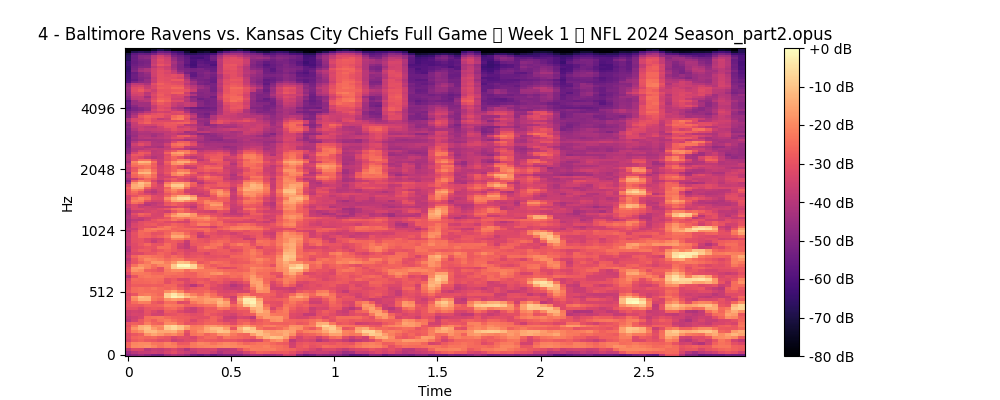 4 - Baltimore Ravens vs. Kansas City Chiefs Full Game ▯ Week 1 ▯ NFL 2024 Season_part2.opus
+0 dB
-10 dB
-20 dB
-30 dB
-40 dB
-50 dB
-60 dB
-70 dB
-80 dB
4096
2048
1024
512
0
Hz
0
0.5
1
1.5
2
2.5
Time